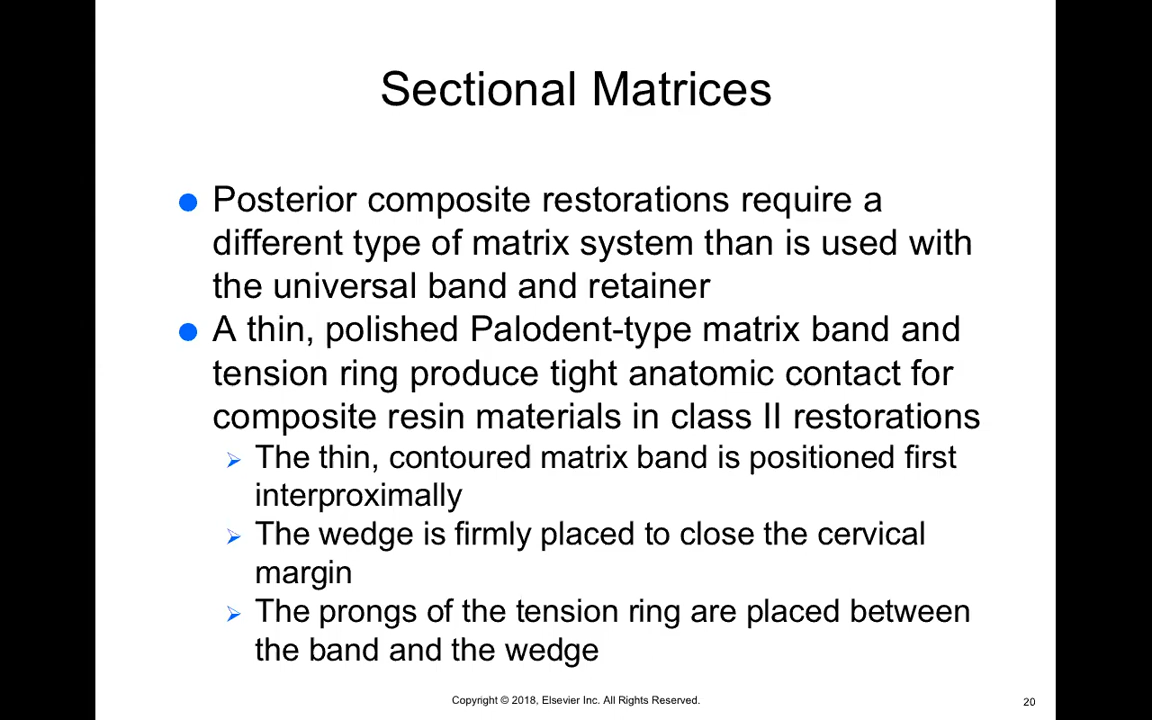 Sectional Matrices
Posterior composite restorations require a
different type of matrix system than is used with
the universal band and retainer
A thin, polished Palodent-type matrix band and
tension ring produce tight anatomic contact for
composite resin materials in class II restorations
The thin, contoured matrix band is positioned first
interproximally
The wedge is firmly placed to close the cervical
margin
The prongs of the tension ring are placed between
the band and the wedge
Copyright © 2018, Elsevier Inc. All Rights Reserved.
20